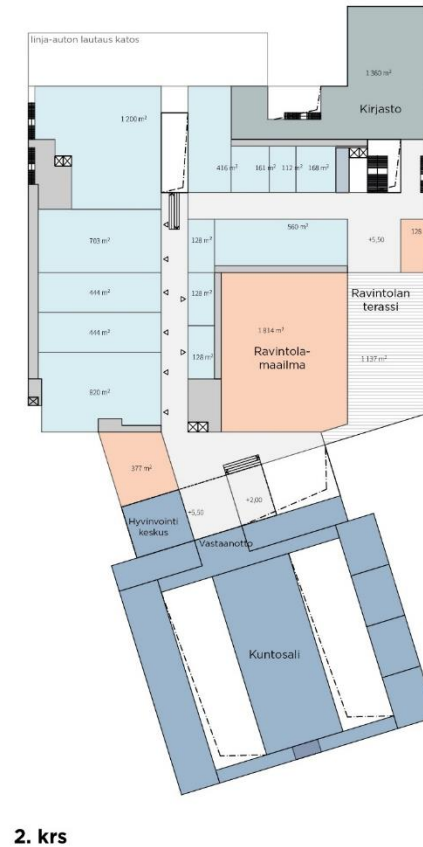 linja-auton lautaus katos
1 360 m²
Kirjasto
1 200 m²
416 m²
161 m²
112 m²
168 m²
128 m²
560 m²
+5,50
128
703 m²
Ravintolan
terassi
444 m²
128 m²
1 814 m²
Ravintola-
maailma
444 m²
1 137 m²
128 m²
820 m²
377 m²
+5,50
+2,00
Hyvinvointi
keskus
Vastaanotto
Kuntosali
2. krs